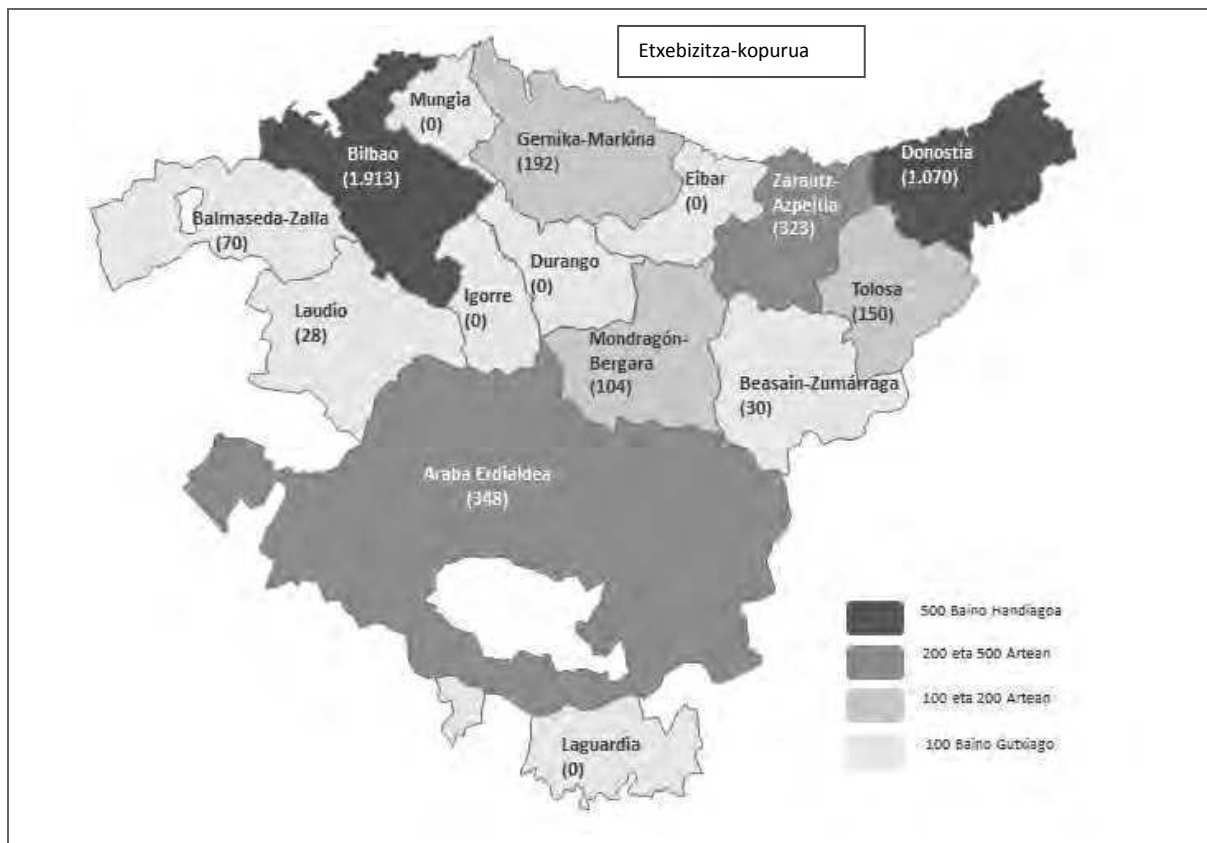 Etxebizitza-kopurua
Mungia
(0)
Gernika-Markina
(192)
Bilbao
(1.913)
Donostia
(1.070)
Eibar
(0)
Zarautz-
Azpeitia
(323)
Balmaseda-Zalla
(70)
Durango
(0)
Igorre
(0)
Tolosa
(150)
Laudio
(28)
Mondragón-
Bergara
(104)
Beasain-Zumárraga
(30)
Araba Erdialdea
(348)
Laguardia
(0)
500 Baino Handiagoa
200 eta 500 Artean
100 eta 200 Artean
100 Baino Gutxiago